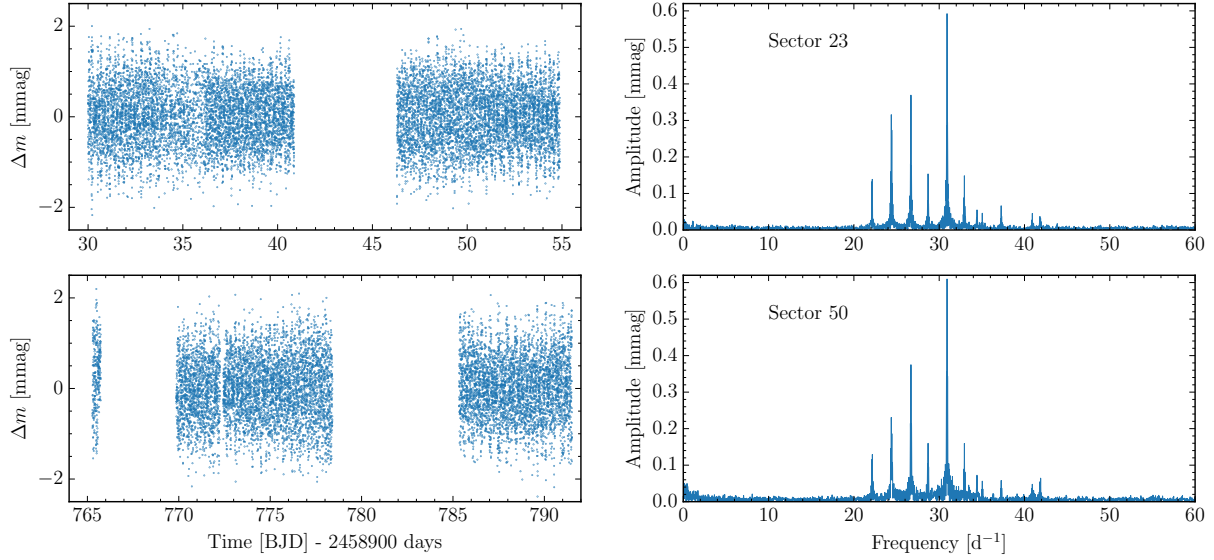 2
0
−2
Δm [mmag]
30 35 40 45 50 55
0.6
0.5
0.4
0.3
0.2
0.1
0.0
Amplitude [mmag]
Sector 23
0 10 20 30 40 50 60
2
0
−2
Δm [mmag]
765 770 775 780 785 790
Time [BJD] - 2458900 days
0.6
0.5
0.4
0.3
0.2
0.1
0.0
Amplitude [mmag]
Sector 50
0 10 20 30 40 50 60
Frequency [d⁻¹]